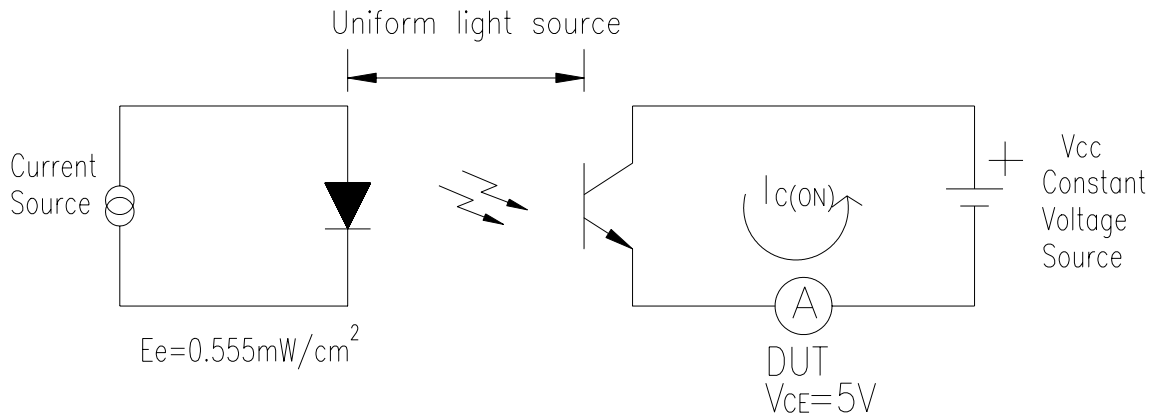 Uniform light source
Current
Source
Vcc
Constant
Voltage
Source
IC(ON)
A
Ee=0.555mW/cm²
DUT
VCE=5V